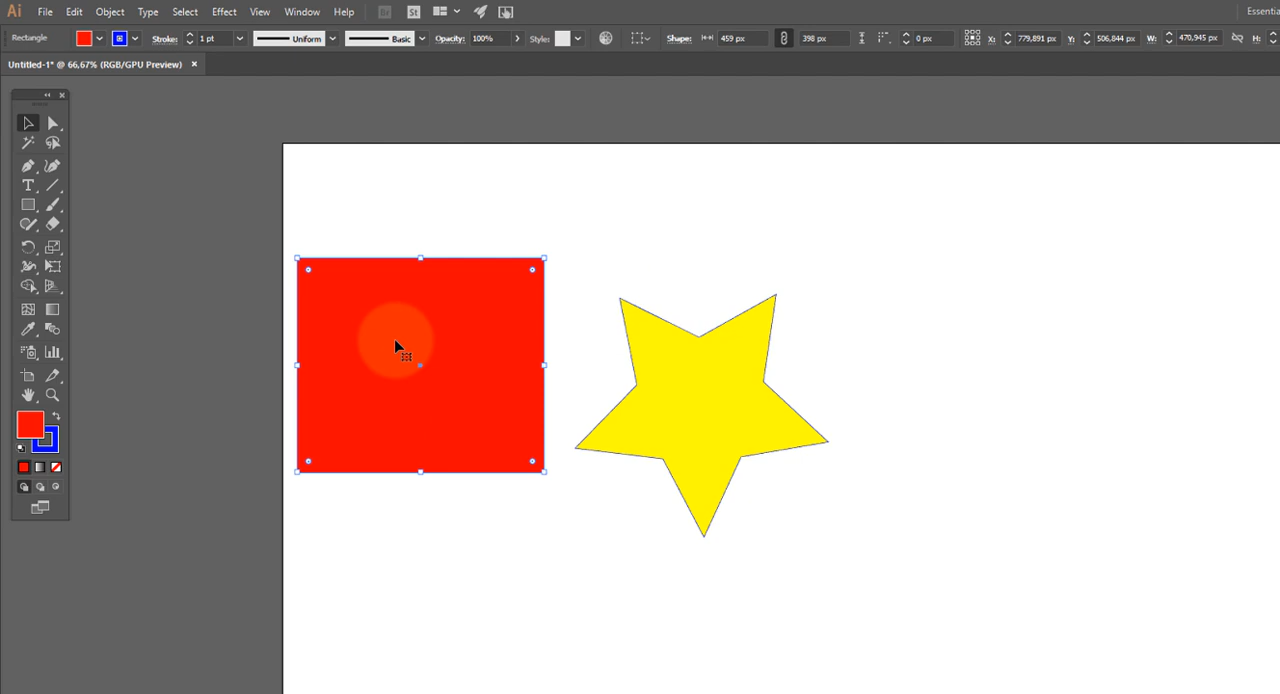 Ai File Edit Object Type Select Effect View Window Help Br St Essentia
Rectangle Stroke: 1 pt Uniform Basic Opacity: 100% Style: Shape: 459 px 398 px 0 px X: 779,891 px Y: 506,844 px W: 470,945 px H:
Untitled-1* @ 66,67% (RGB/GPU Preview) ×
T